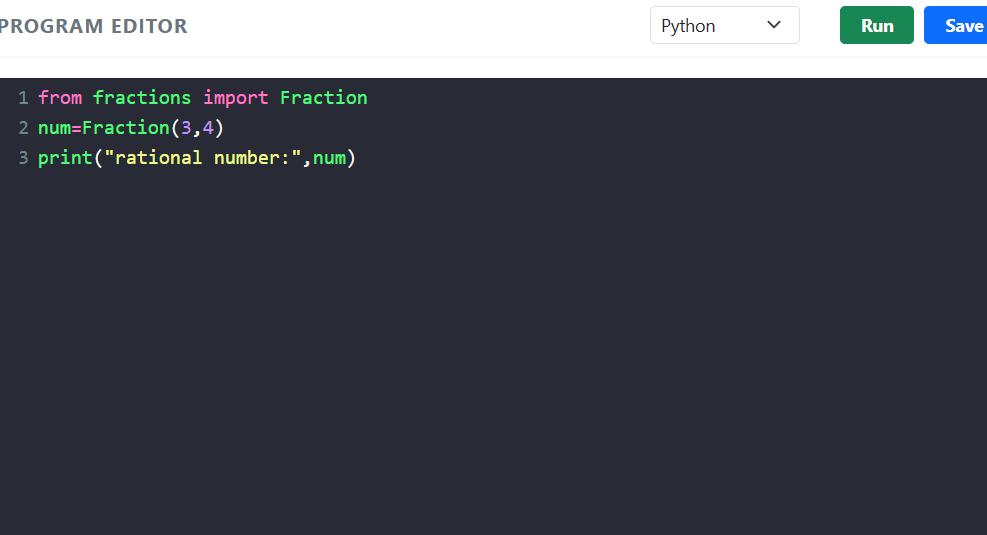 PROGRAM EDITOR
Python
Run
Save
1 from fractions import Fraction
2 num=Fraction(3,4)
3 print("rational number:",num)